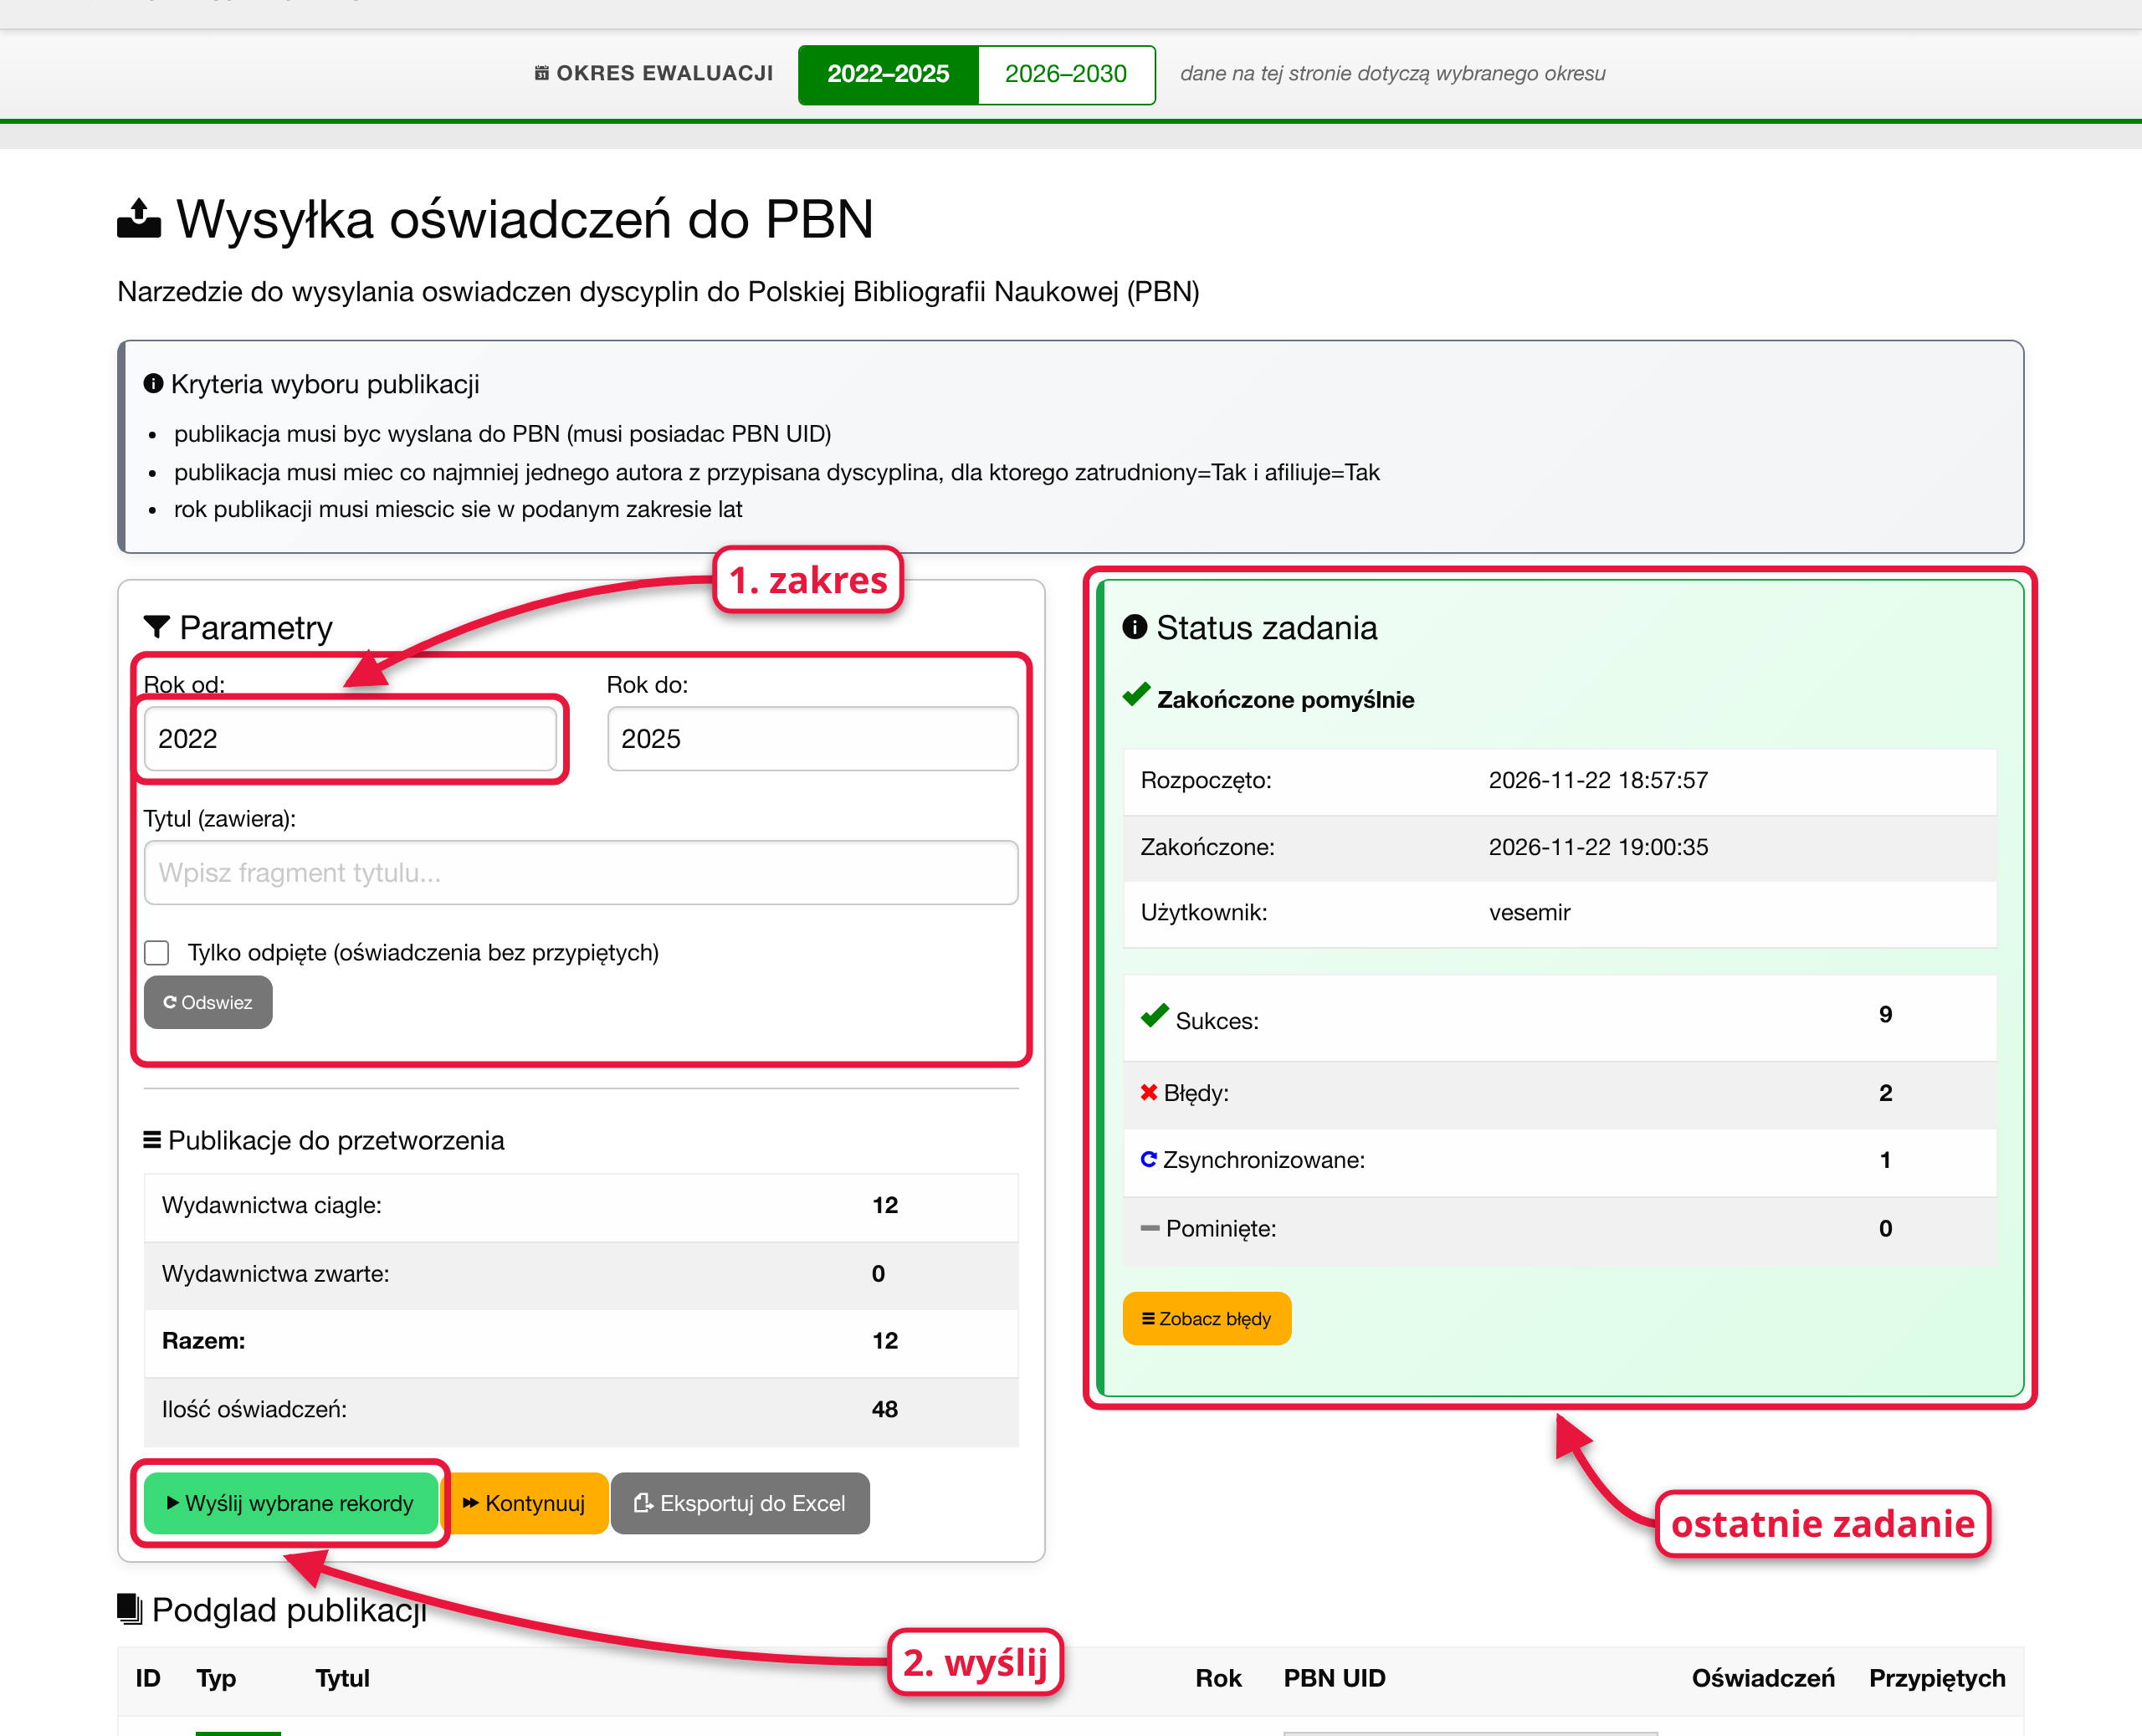 OKRES EWALUACJI 2022–2025 2026–2030 dane na tej stronie dotyczą wybranego okresu
Wysyłka oświadczeń do PBN
Narzedzie do wysylania oswiadczen dyscyplin do Polskiej Bibliografii Naukowej (PBN)
Kryteria wyboru publikacji
• publikacja musi byc wyslana do PBN (musi posiadac PBN UID)
• publikacja musi miec co najmniej jednego autora z przypisana dyscyplina, dla ktorego zatrudniony=Tak i afiliuje=Tak
• rok publikacji musi miescic sie w podanym zakresie lat
1. zakres
Parametry
Rok od: Rok do:
2022 2025
Tytul (zawiera):
Wpisz fragment tytulu...
Tylko odpięte (oświadczenia bez przypiętych)
Odswiez
Publikacje do przetworzenia
Wydawnictwa ciagle: 12
Wydawnictwa zwarte: 0
Razem: 12
Ilość oświadczeń: 48
Wyślij wybrane rekordy Kontynuuj Eksportuj do Excel
Status zadania
Zakończone pomyślnie
Rozpoczęto: 2026-11-22 18:57:57
Zakończone: 2026-11-22 19:00:35
Użytkownik: vesemir
Sukces: 9
Błędy: 2
Zsynchronizowane: 1
Pominięte: 0
Zobacz błędy
ostatnie zadanie
Podglad publikacji
2. wyślij
ID Typ Tytul Rok PBN UID Oświadczeń Przypiętych